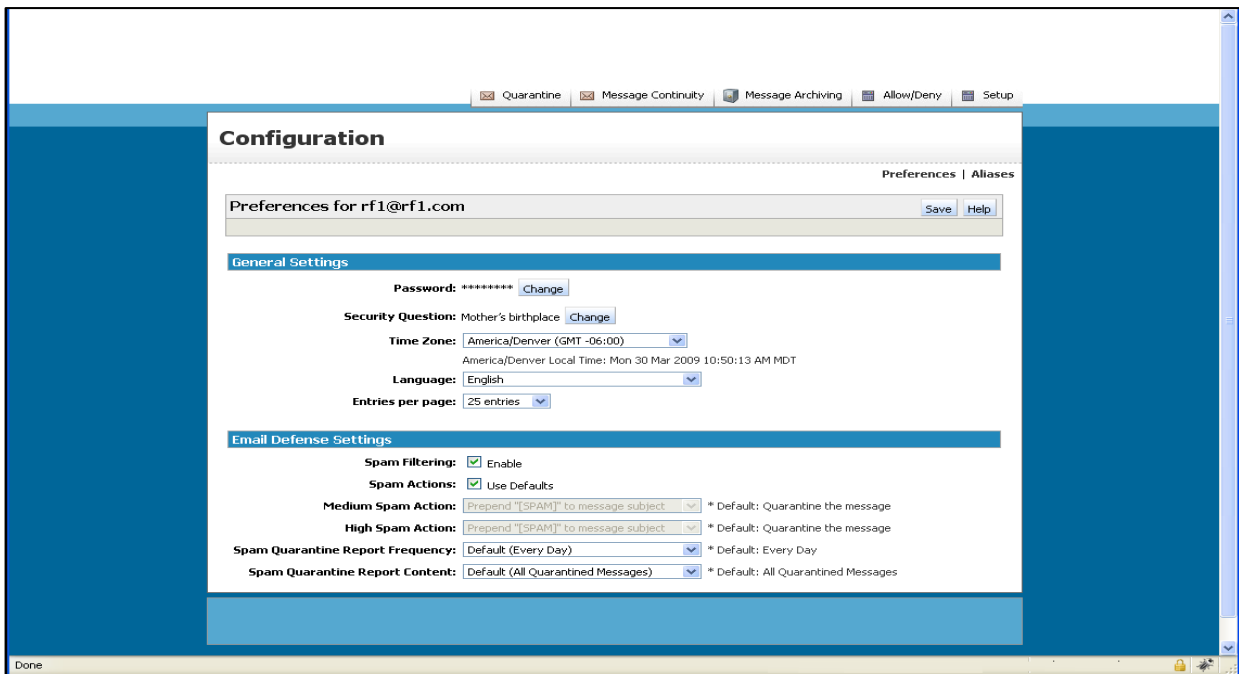 Quarantine Message Continuity Message Archiving Allow/Deny Setup
Configuration
Preferences | Aliases
Preferences for rf1@rf1.com Save Help
General Settings
Password: ******** Change
Security Question: Mother's birthplace Change
Time Zone: America/Denver (GMT -06:00)
America/Denver Local Time: Mon 30 Mar 2009 10:50:13 AM MDT
Language: English
Entries per page: 25 entries
Email Defense Settings
Spam Filtering: Enable
Spam Actions: Use Defaults
Medium Spam Action: Prepend "[SPAM]" to message subject * Default: Quarantine the message
High Spam Action: Prepend "[SPAM]" to message subject * Default: Quarantine the message
Spam Quarantine Report Frequency: Default (Every Day) * Default: Every Day
Spam Quarantine Report Content: Default (All Quarantined Messages) * Default: All Quarantined Messages
Done